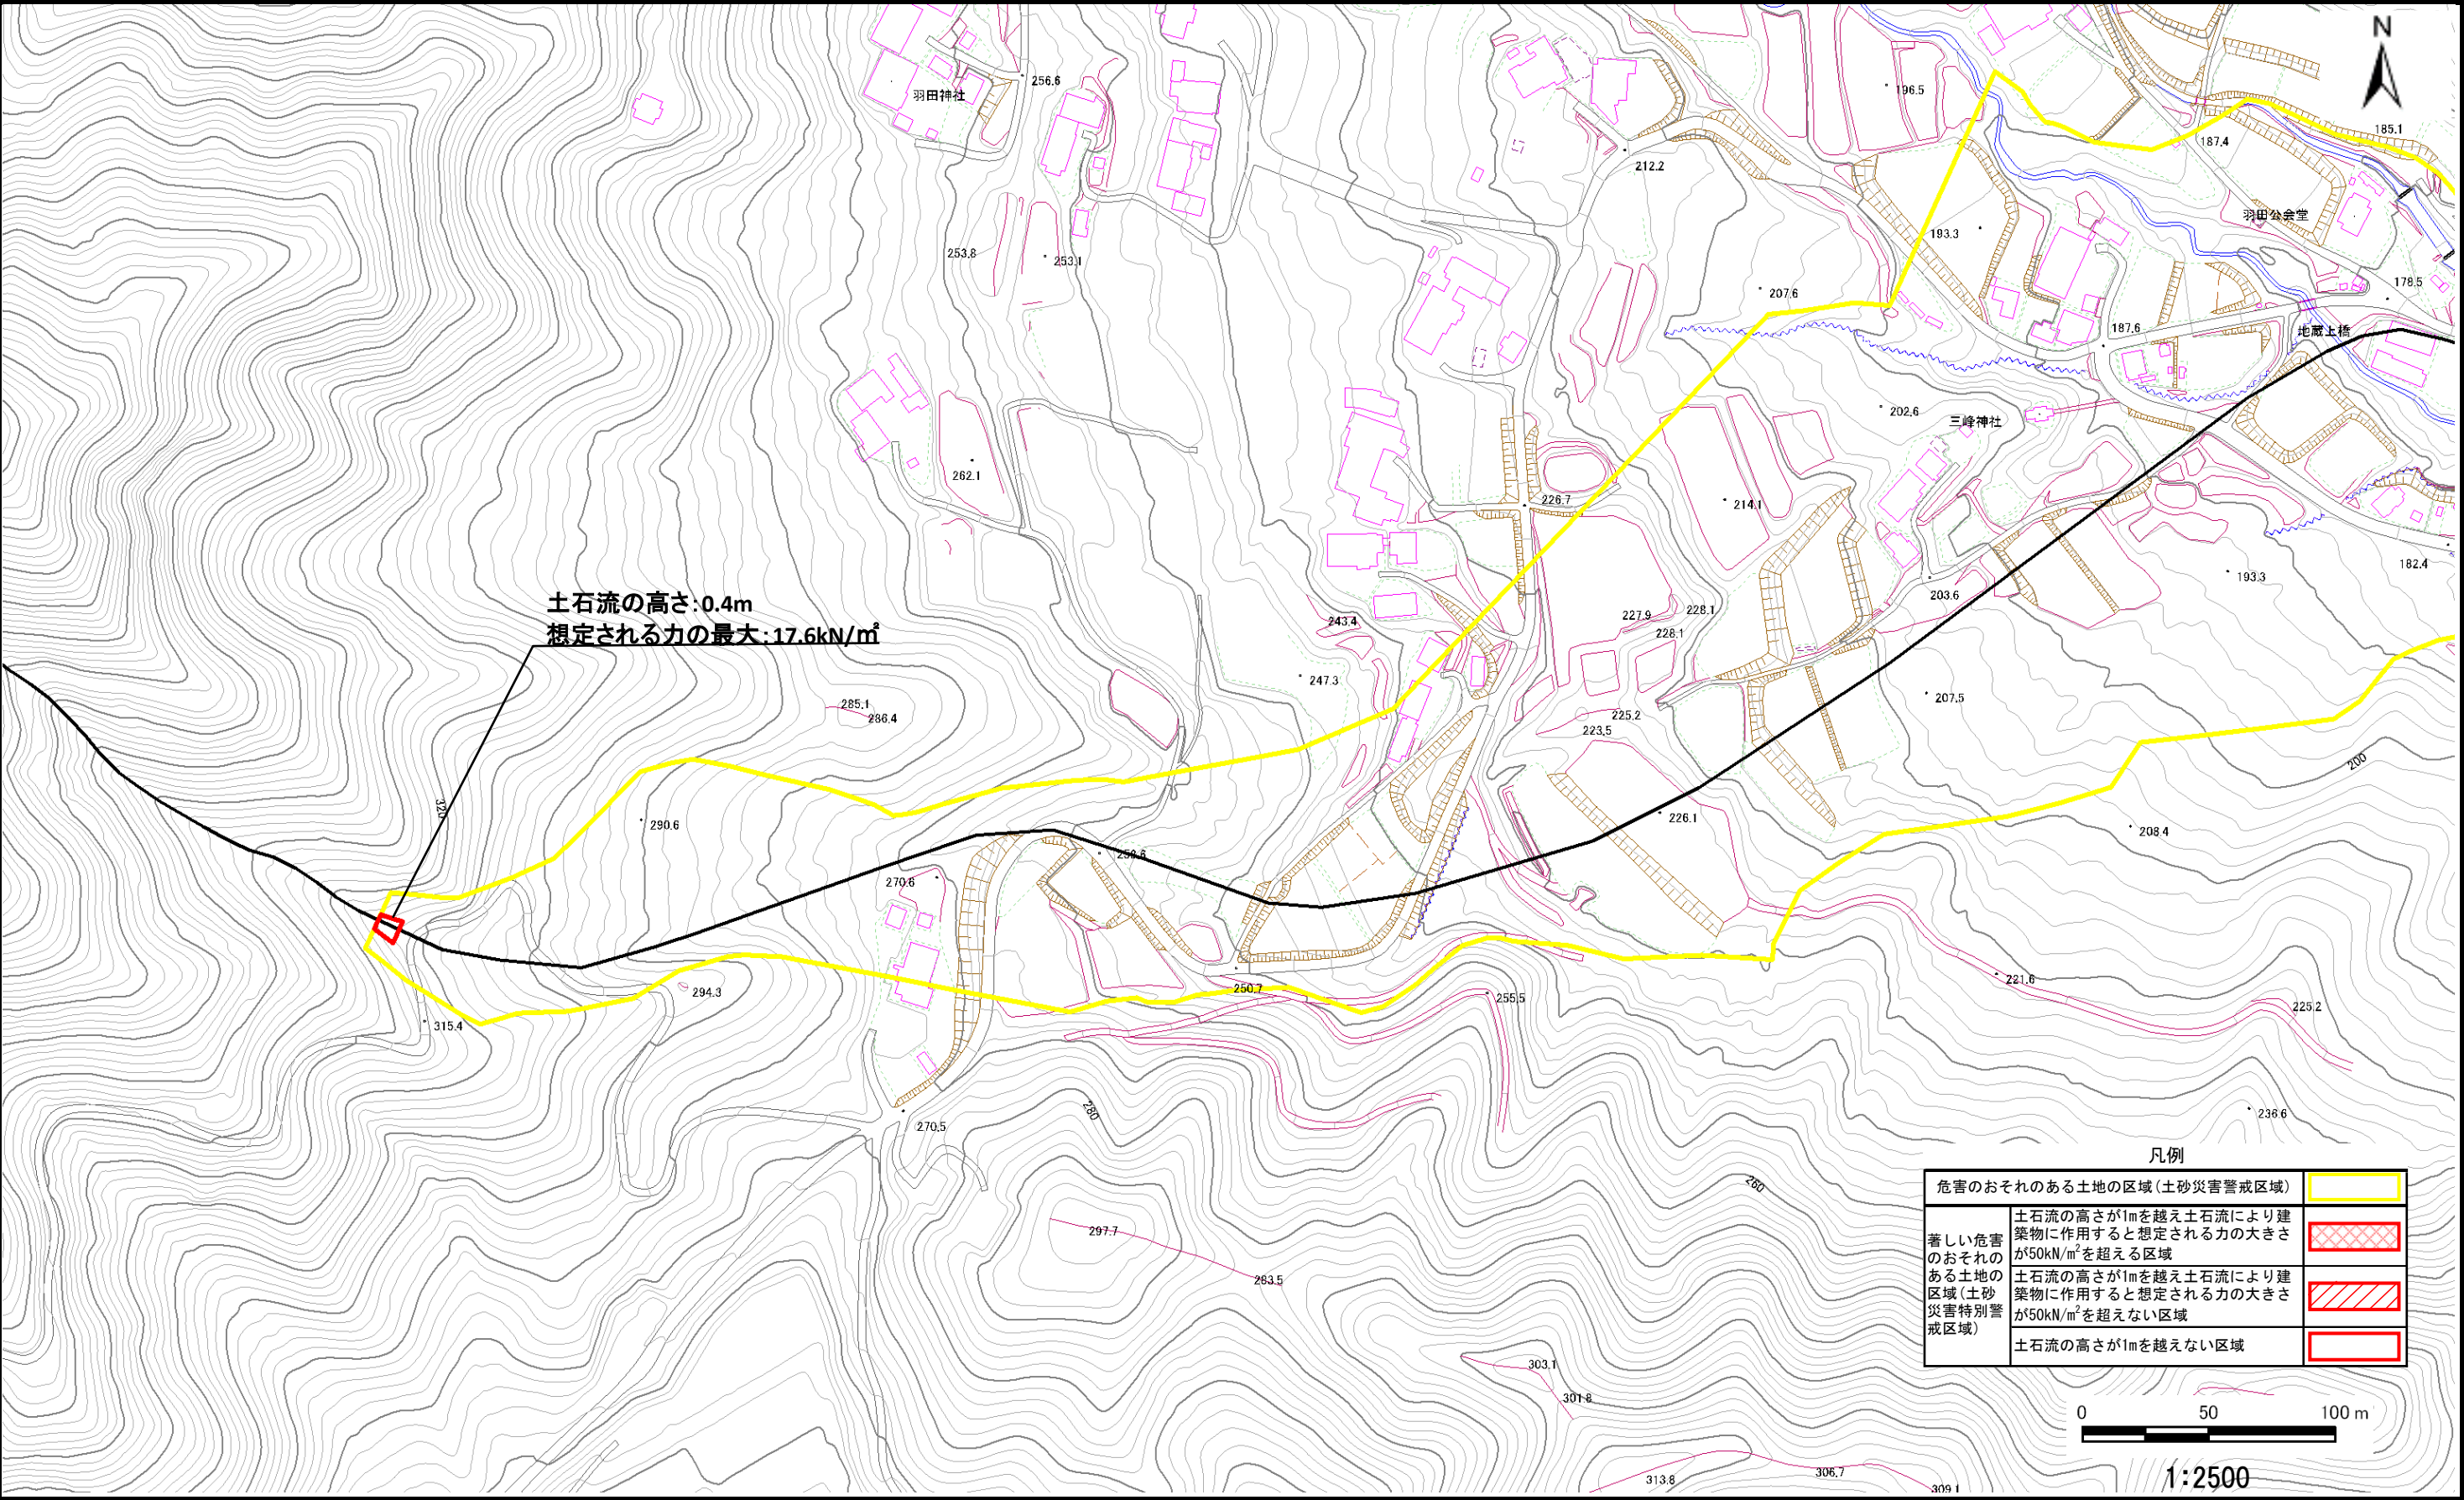 N
256.6
羽田神社
196.5
185.1
187.4
212.2
羽田公会堂
193.3
253.8
253.1
178.5
207.6
187.6
地蔵上橋
202.6
三峰神社
262.1
226.7
214.1
182.4
193.3
土石流の高さ:0.4m
想定される力の最大:17.6kN/㎡
203.6
228.1
227.9
243.4
228.1
247.3
207.5
285.1
286.4
225.2
223.5
200
320
290.6
226.1
208.4
258.6
270.6
221.6
250.7
294.3
255.5
225.2
315.4
280
236.6
270.5
260
297.7
283.5
303.1
301.8
313.8
306.7
309.1
凡例
危害のおそれのある土地の区域(土砂災害警戒区域)
著しい危害
のおそれの
ある土地の
区域(土砂
災害特別警
戒区域)
土石流の高さが1mを越え土石流により建
築物に作用すると想定される力の大きさ
が50kN/㎡を超える区域
土石流の高さが1mを越え土石流により建
築物に作用すると想定される力の大きさ
が50kN/㎡を超えない区域
土石流の高さが1mを越えない区域
0 50 100 m
1:2500